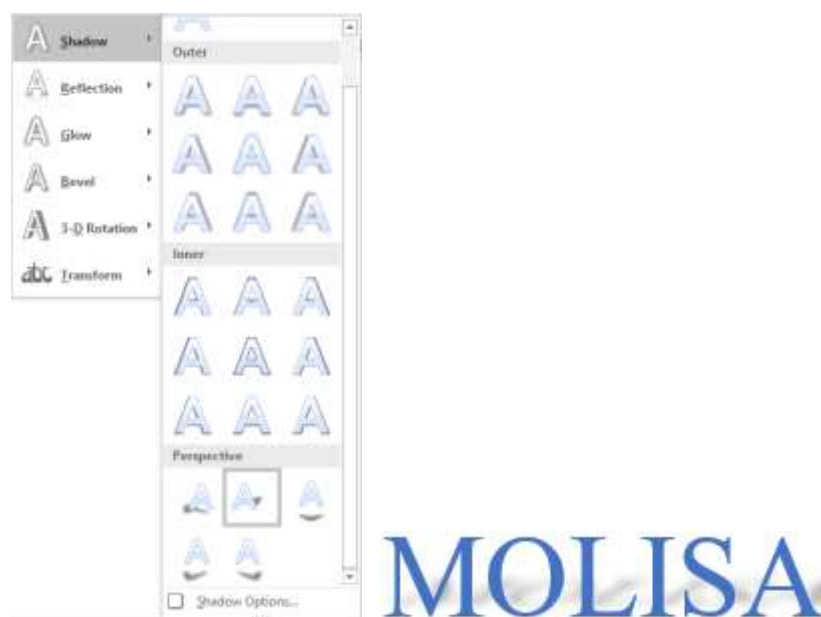 Shadow
Outer
Reflection
Glow
Bevel
3-D Rotation
Inner
abc Transform
Perspective
Shadow Options...
MOLISA